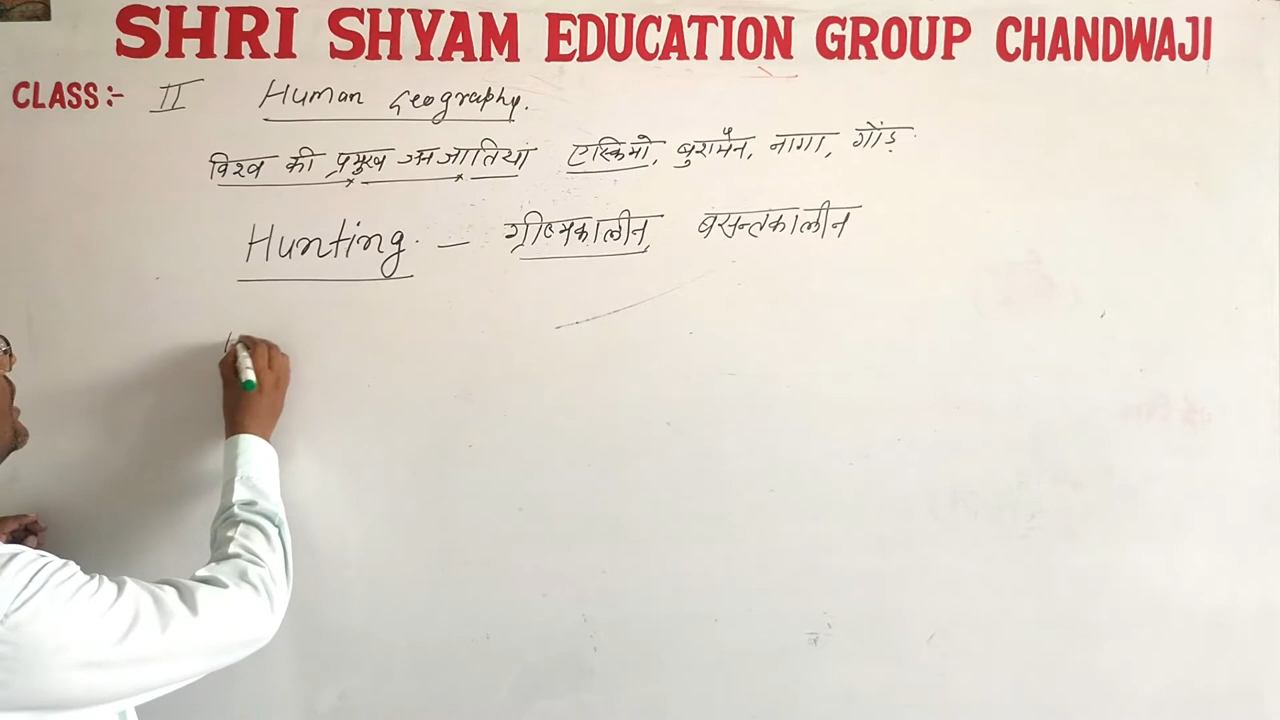 SHRI SHYAM EDUCATION GROUP CHANDWAJI
CLASS:- II Human Geography.
विश्व की प्रमुख जनजातियां एस्किमो, बुशमैन, नागा, गोंड़
Hunting. – ग्रीष्मकालीन, बसन्तकालीन